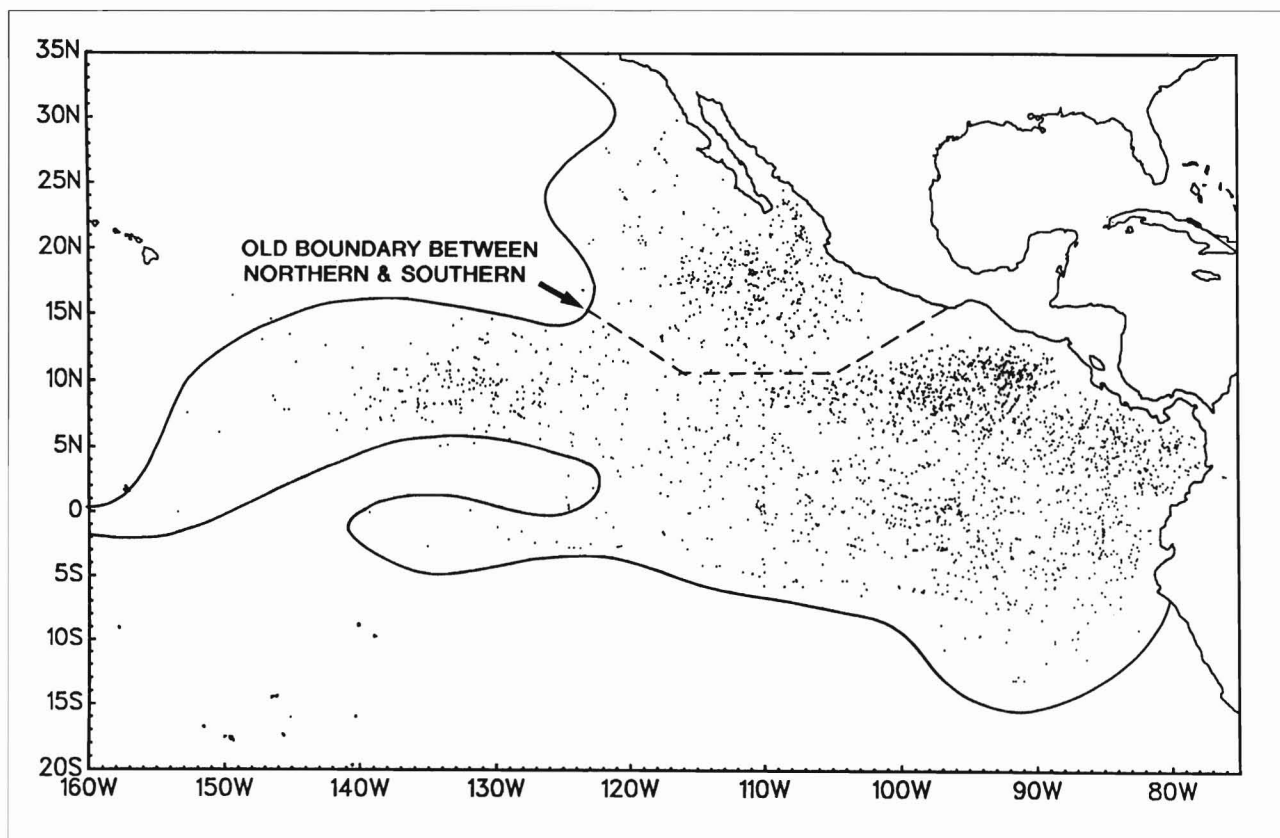 35N
30N
25N
20N
15N
10N
5N
0
5S
10S
15S
20S
OLD BOUNDARY BETWEEN
NORTHERN & SOUTHERN
160W 150W 140W 130W 120W 110W 100W 90W 80W